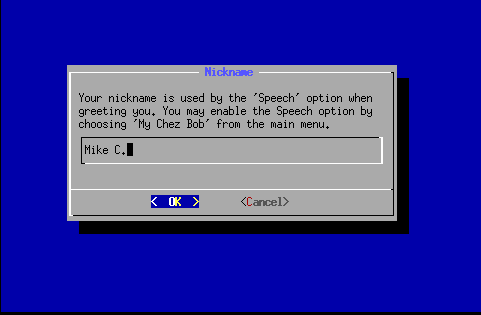 Nickname
Your nickname is used by the 'Speech' option when
greeting you. You may enable the Speech option by
choosing 'My Chez Bob' from the main menu.
Mike C.
< OK > <Cancel>